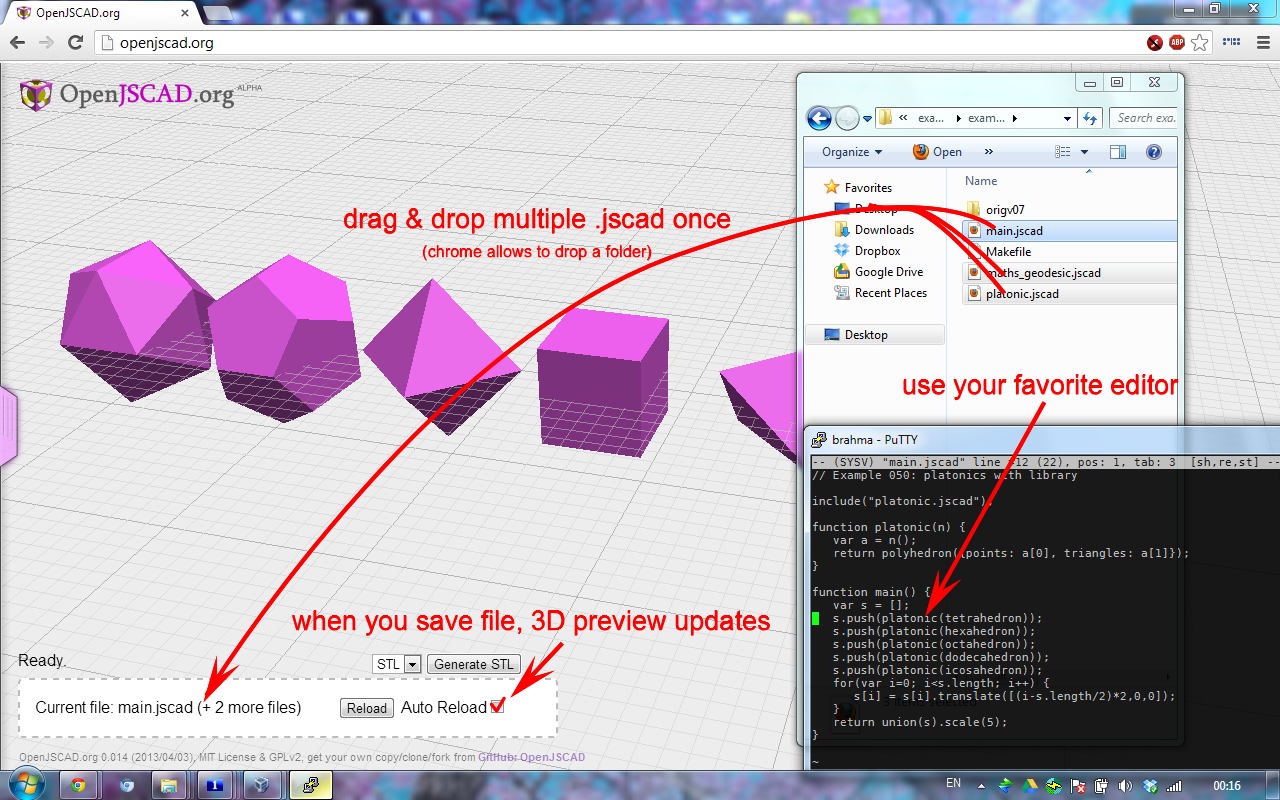 OpenJSCAD.org
openjscad.org
ABP
OpenJSCAD.org ALPHA
drag & drop multiple .jscad once
(chrome allows to drop a folder)
exa... exam...
Search exa.
Organize Open »
Name
Favorites
Desktop
Downloads
Dropbox
Google Drive
Recent Places
Desktop
origv07
main.jscad
Makefile
maths_geodesic.jscad
platonic.jscad
use your favorite editor
brahma - PuTTY
-- (SYSV) "main.jscad" line #12 (22), pos: 1, tab: 3 [sh,re,st] --
// Example 050: platonics with library
include("platonic.jscad");
function platonic(n) {
var a = n();
return polyhedron({points: a[0], triangles: a[1]});
}
function main() {
var s = [];
s.push(platonic(tetrahedron));
s.push(platonic(hexahedron));
s.push(platonic(octahedron));
s.push(platonic(dodecahedron));
s.push(platonic(icosahedron));
for(var i=0; i<s.length; i++) {
s[i] = s[i].translate([(i-s.length/2)*2,0,0]);
}
return union(s).scale(5);
}
~
3 items selected
when you save file, 3D preview updates
Ready.
STL Generate STL
Current file: main.jscad (+ 2 more files)
Reload Auto Reload
OpenJSCAD.org 0.014 (2013/04/03), MIT License & GPLv2, get your own copy/clone/fork from GitHub: OpenJSCAD
EN
00:16